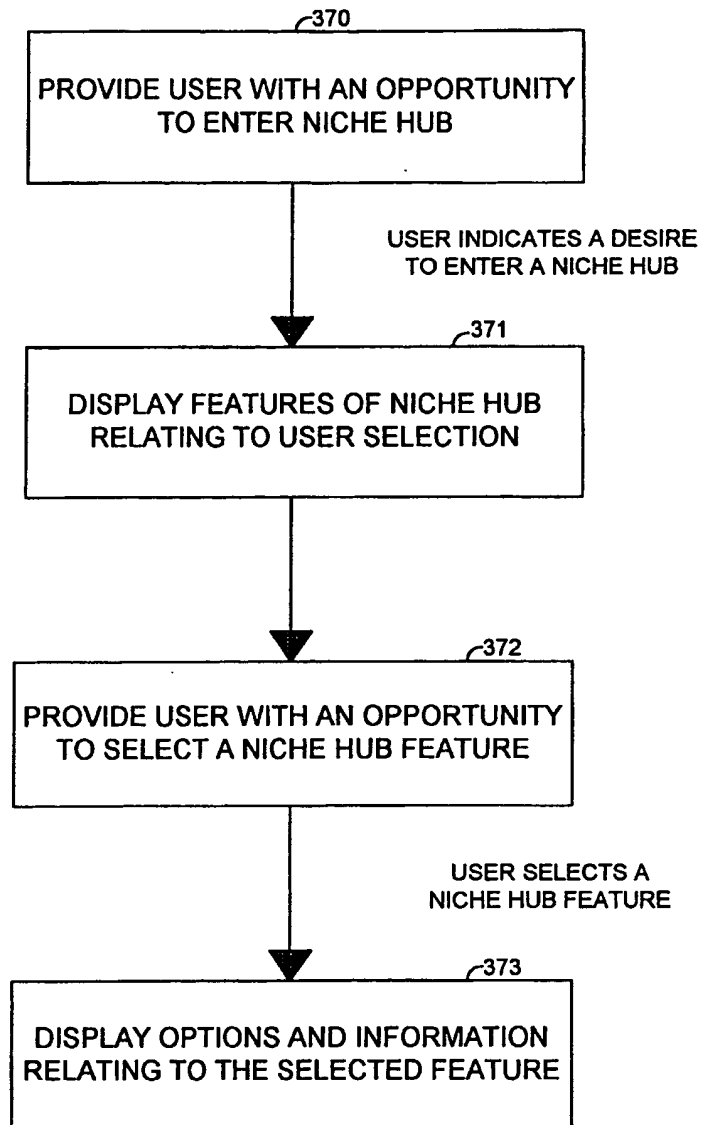 370
PROVIDE USER WITH AN OPPORTUNITY
TO ENTER NICHE HUB
USER INDICATES A DESIRE
TO ENTER A NICHE HUB
371
DISPLAY FEATURES OF NICHE HUB
RELATING TO USER SELECTION
372
PROVIDE USER WITH AN OPPORTUNITY
TO SELECT A NICHE HUB FEATURE
USER SELECTS A
NICHE HUB FEATURE
373
DISPLAY OPTIONS AND INFORMATION
RELATING TO THE SELECTED FEATURE